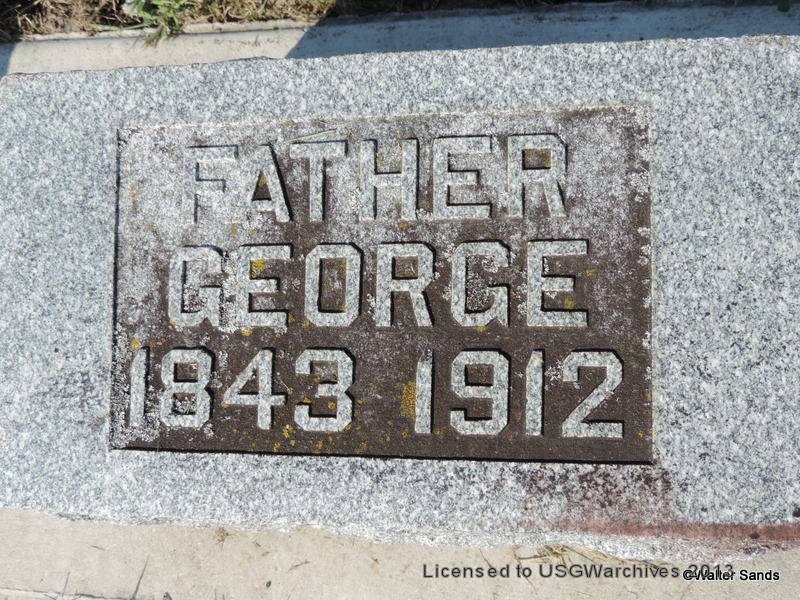 FATHER
GEORGE
1843 1912
Licensed to USGWarchives 2013
©Walter Sands